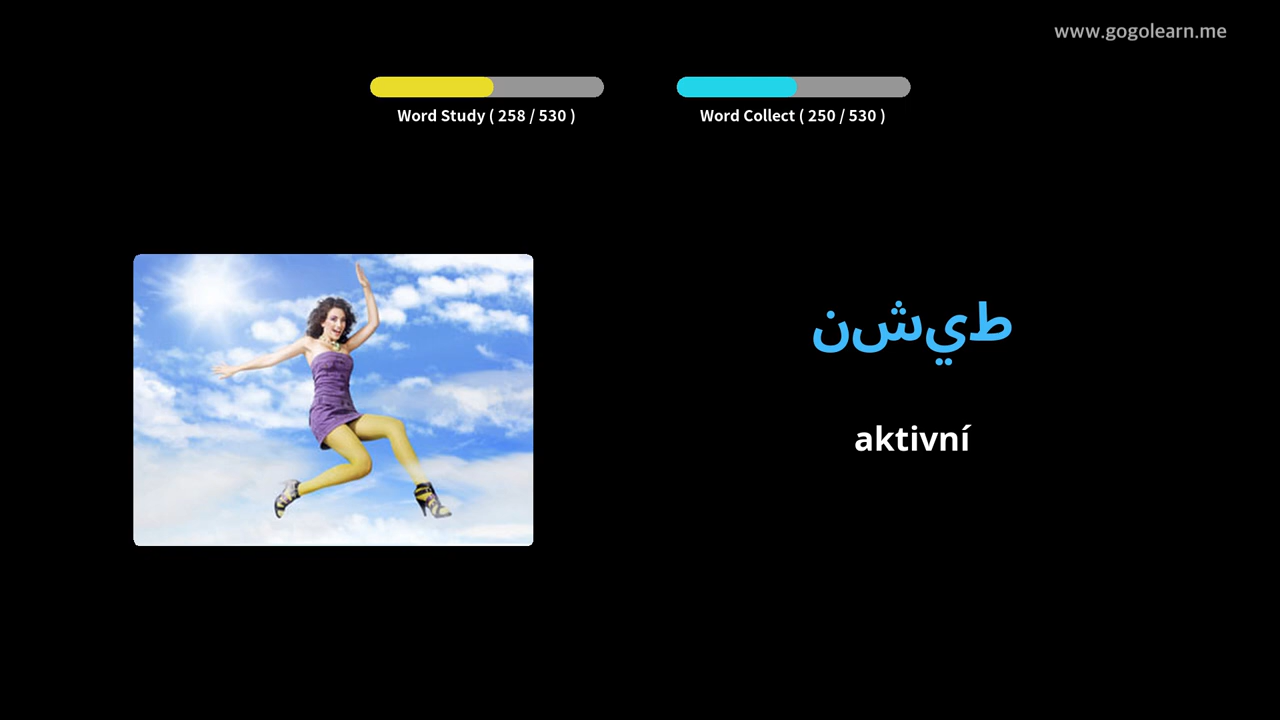 www.gogolearn.me
Word Study ( 258 / 530 )
Word Collect ( 250 / 530 )
نشيط
aktivní